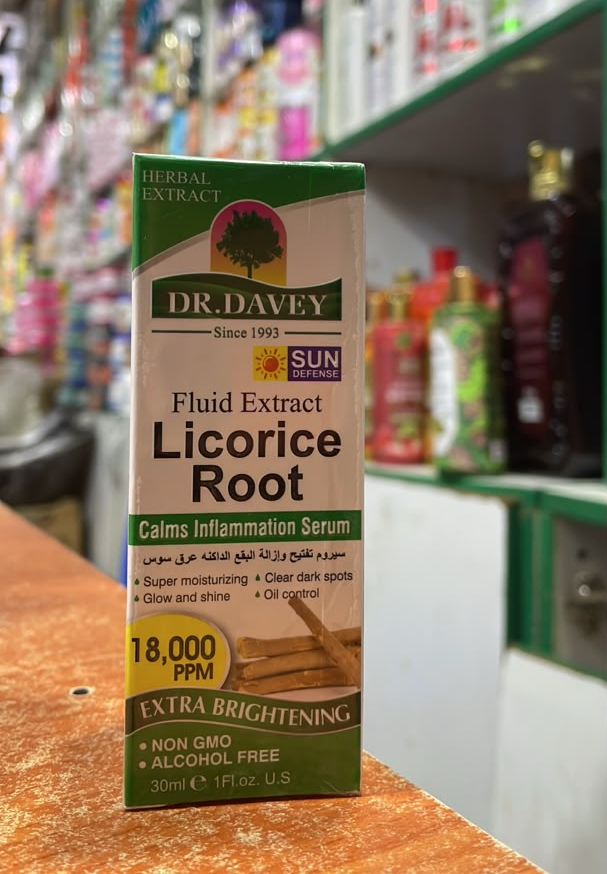 HERBAL
EXTRACT
DR.DAVEY
Since 1993
SUN
DEFENSE
Fluid Extract
Licorice
Root
Calms Inflammation Serum
سيروم تفتيح وإزالة البقع الداكنه عرق سوس
Super moisturizing
Clear dark spots
Glow and shine
Oil control
18,000
PPM
EXTRA BRIGHTENING
• NON GMO
• ALCOHOL FREE
30ml ℮ 1Fl.oz. U.S